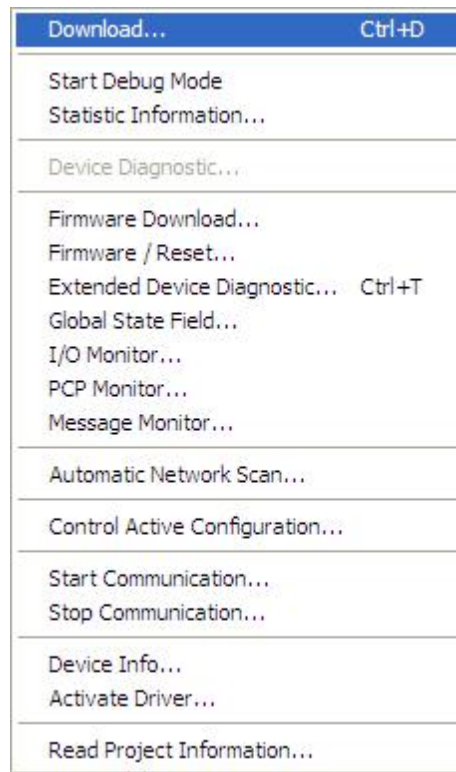 Download... Ctrl+D
Start Debug Mode
Statistic Information...
Device Diagnostic...
Firmware Download...
Firmware / Reset...
Extended Device Diagnostic... Ctrl+T
Global State Field...
I/O Monitor...
PCP Monitor...
Message Monitor...
Automatic Network Scan...
Control Active Configuration...
Start Communication...
Stop Communication...
Device Info...
Activate Driver...
Read Project Information...